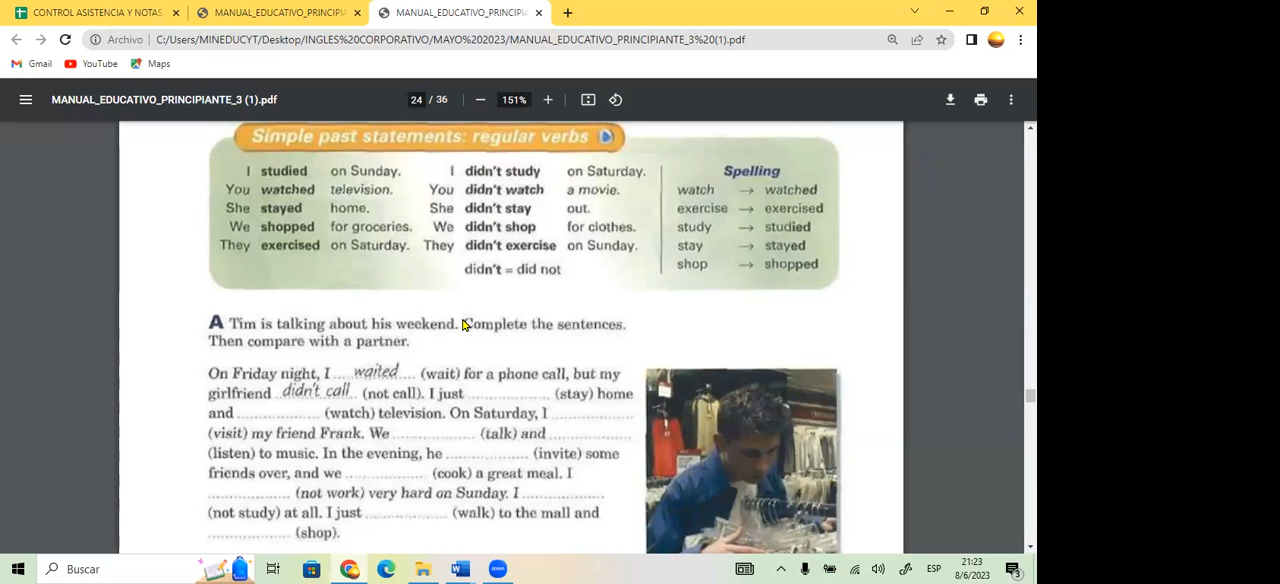 CONTROL ASISTENCIA Y NOTAS
MANUAL_EDUCATIVO_PRINCIPI
MANUAL_EDUCATIVO_PRINCIPI
Archivo C:/Users/MINEDUCYT/Desktop/INGLES%20CORPORATIVO/MAYO%202023/MANUAL_EDUCATIVO_PRINCIPIANTE_3%20(1).pdf
Gmail YouTube Maps
MANUAL_EDUCATIVO_PRINCIPIANTE_3 (1).pdf 24 / 36 151%
Simple past statements: regular verbs
I studied on Sunday. I didn't study on Saturday. Spelling
You watched television. You didn't watch a movie. watch → watched
She stayed home. She didn't stay out. exercise → exercised
We shopped for groceries. We didn't shop for clothes. study → studied
They exercised on Saturday. They didn't exercise on Sunday. stay → stayed
didn't = did not shop → shopped
A Tim is talking about his weekend. Complete the sentences.
Then compare with a partner.
On Friday night, I waited (wait) for a phone call, but my
girlfriend didn't call (not call). I just ............... (stay) home
and ............... (watch) television. On Saturday, I ...............
(visit) my friend Frank. We ............... (talk) and ...............
(listen) to music. In the evening, he ............... (invite) some
friends over, and we ............... (cook) a great meal. I
............... (not work) very hard on Sunday. I ...............
(not study) at all. I just ............... (walk) to the mall and
............... (shop).
Buscar
zoom
ESP
21:23
8/6/2023
3